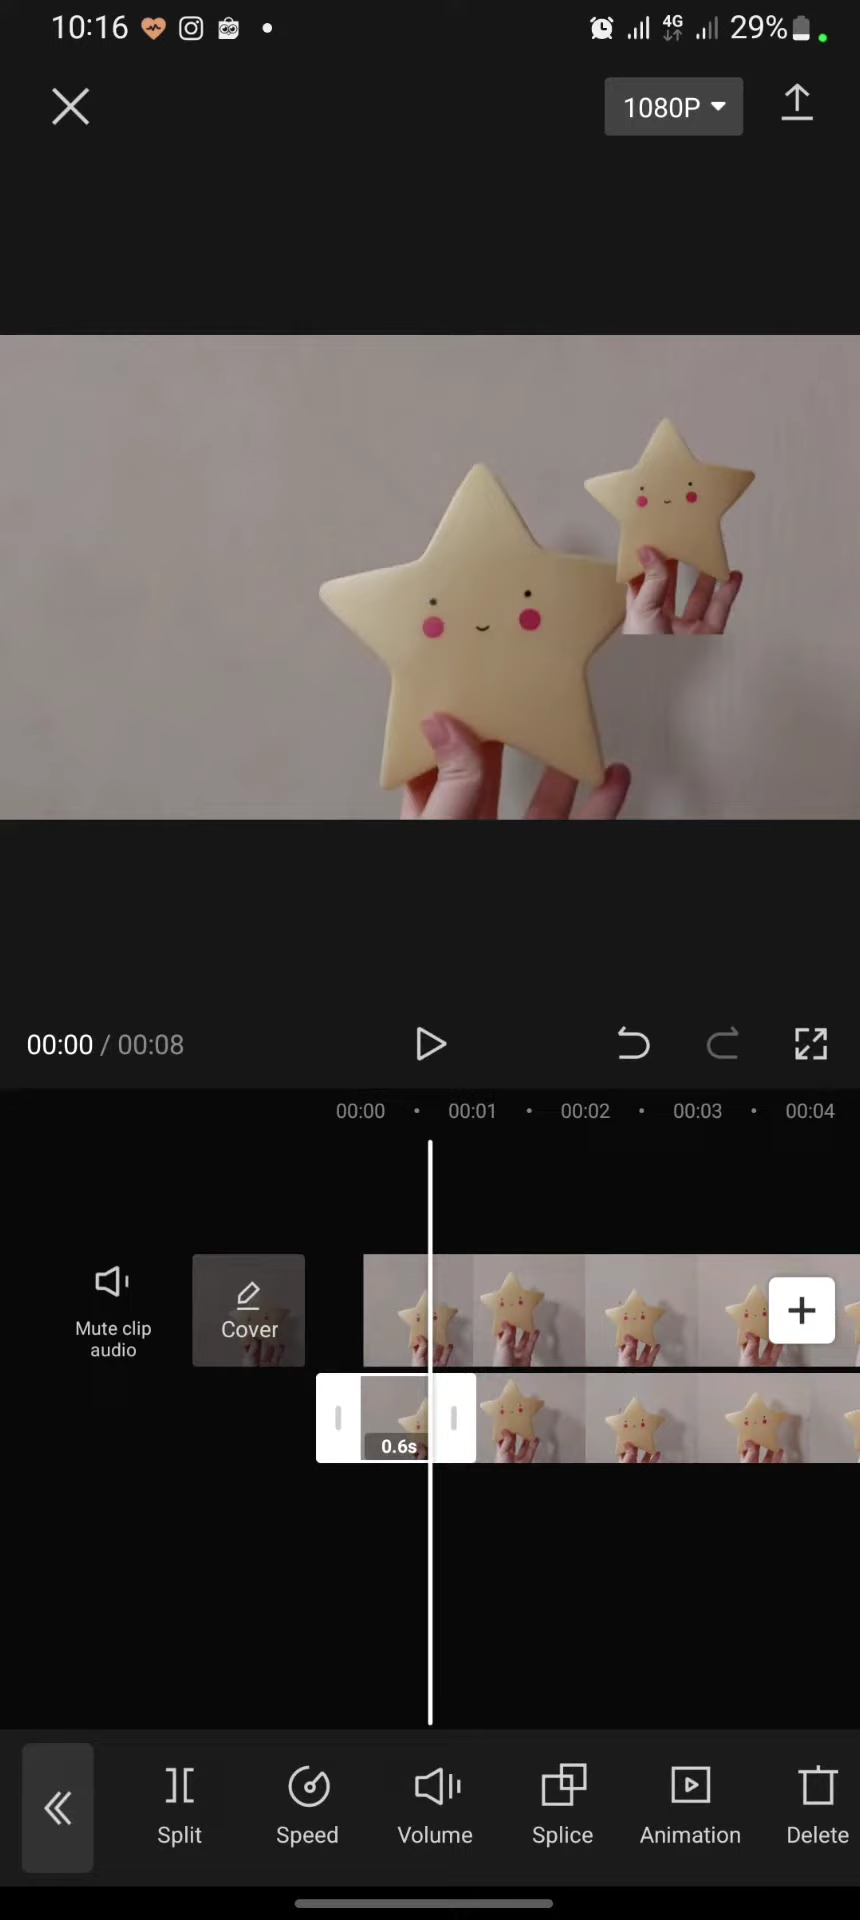 10:16
4G
29%
1080P
00:00 / 00:08
00:00 • 00:01 • 00:02 • 00:03 • 00:04
Mute clip
audio
Cover
0.6s
Split Speed Volume Splice Animation Delete